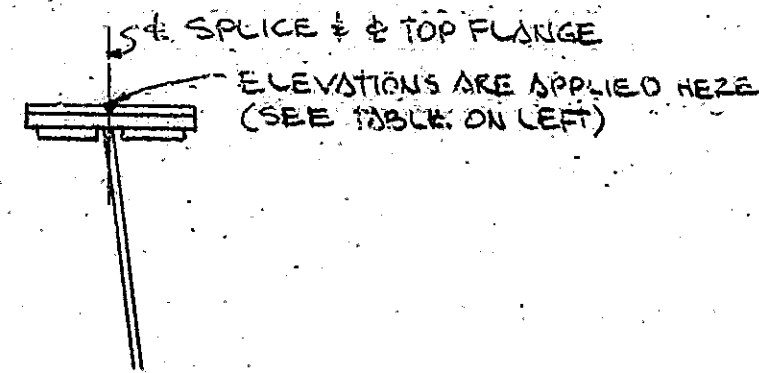 ℄ SPLICE & ℄ TOP FLANGE
ELEVATIONS ARE APPLIED HERE
(SEE TABLE ON LEFT)